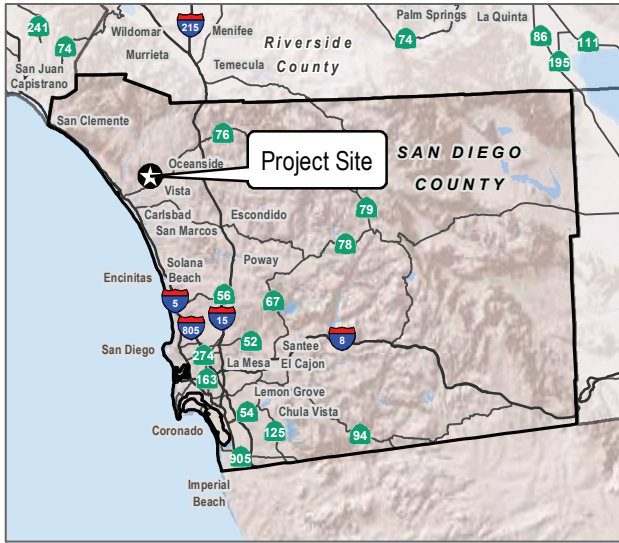 241
Wildomar
215
Menifee
Palm Springs
La Quinta
74
Murrieta
Riverside
County
74
86
111
San Juan
Capistrano
Temecula
195
San Clemente
76
Oceanside
Project Site
SAN DIEGO
COUNTY
Vista
79
Carlsbad
Escondido
San Marcos
78
Encinitas
Solana
Beach
Poway
5
56
67
805
15
San Diego
274
52
Santee
8
La Mesa
El Cajon
163
Lemon Grove
54
Chula Vista
Coronado
125
94
905
Imperial
Beach